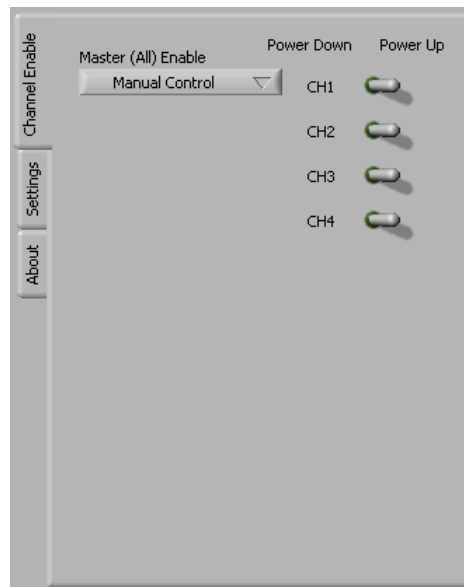 Channel Enable
Settings
About
Master (All) Enable
Manual Control
Power Down Power Up
CH1
CH2
CH3
CH4